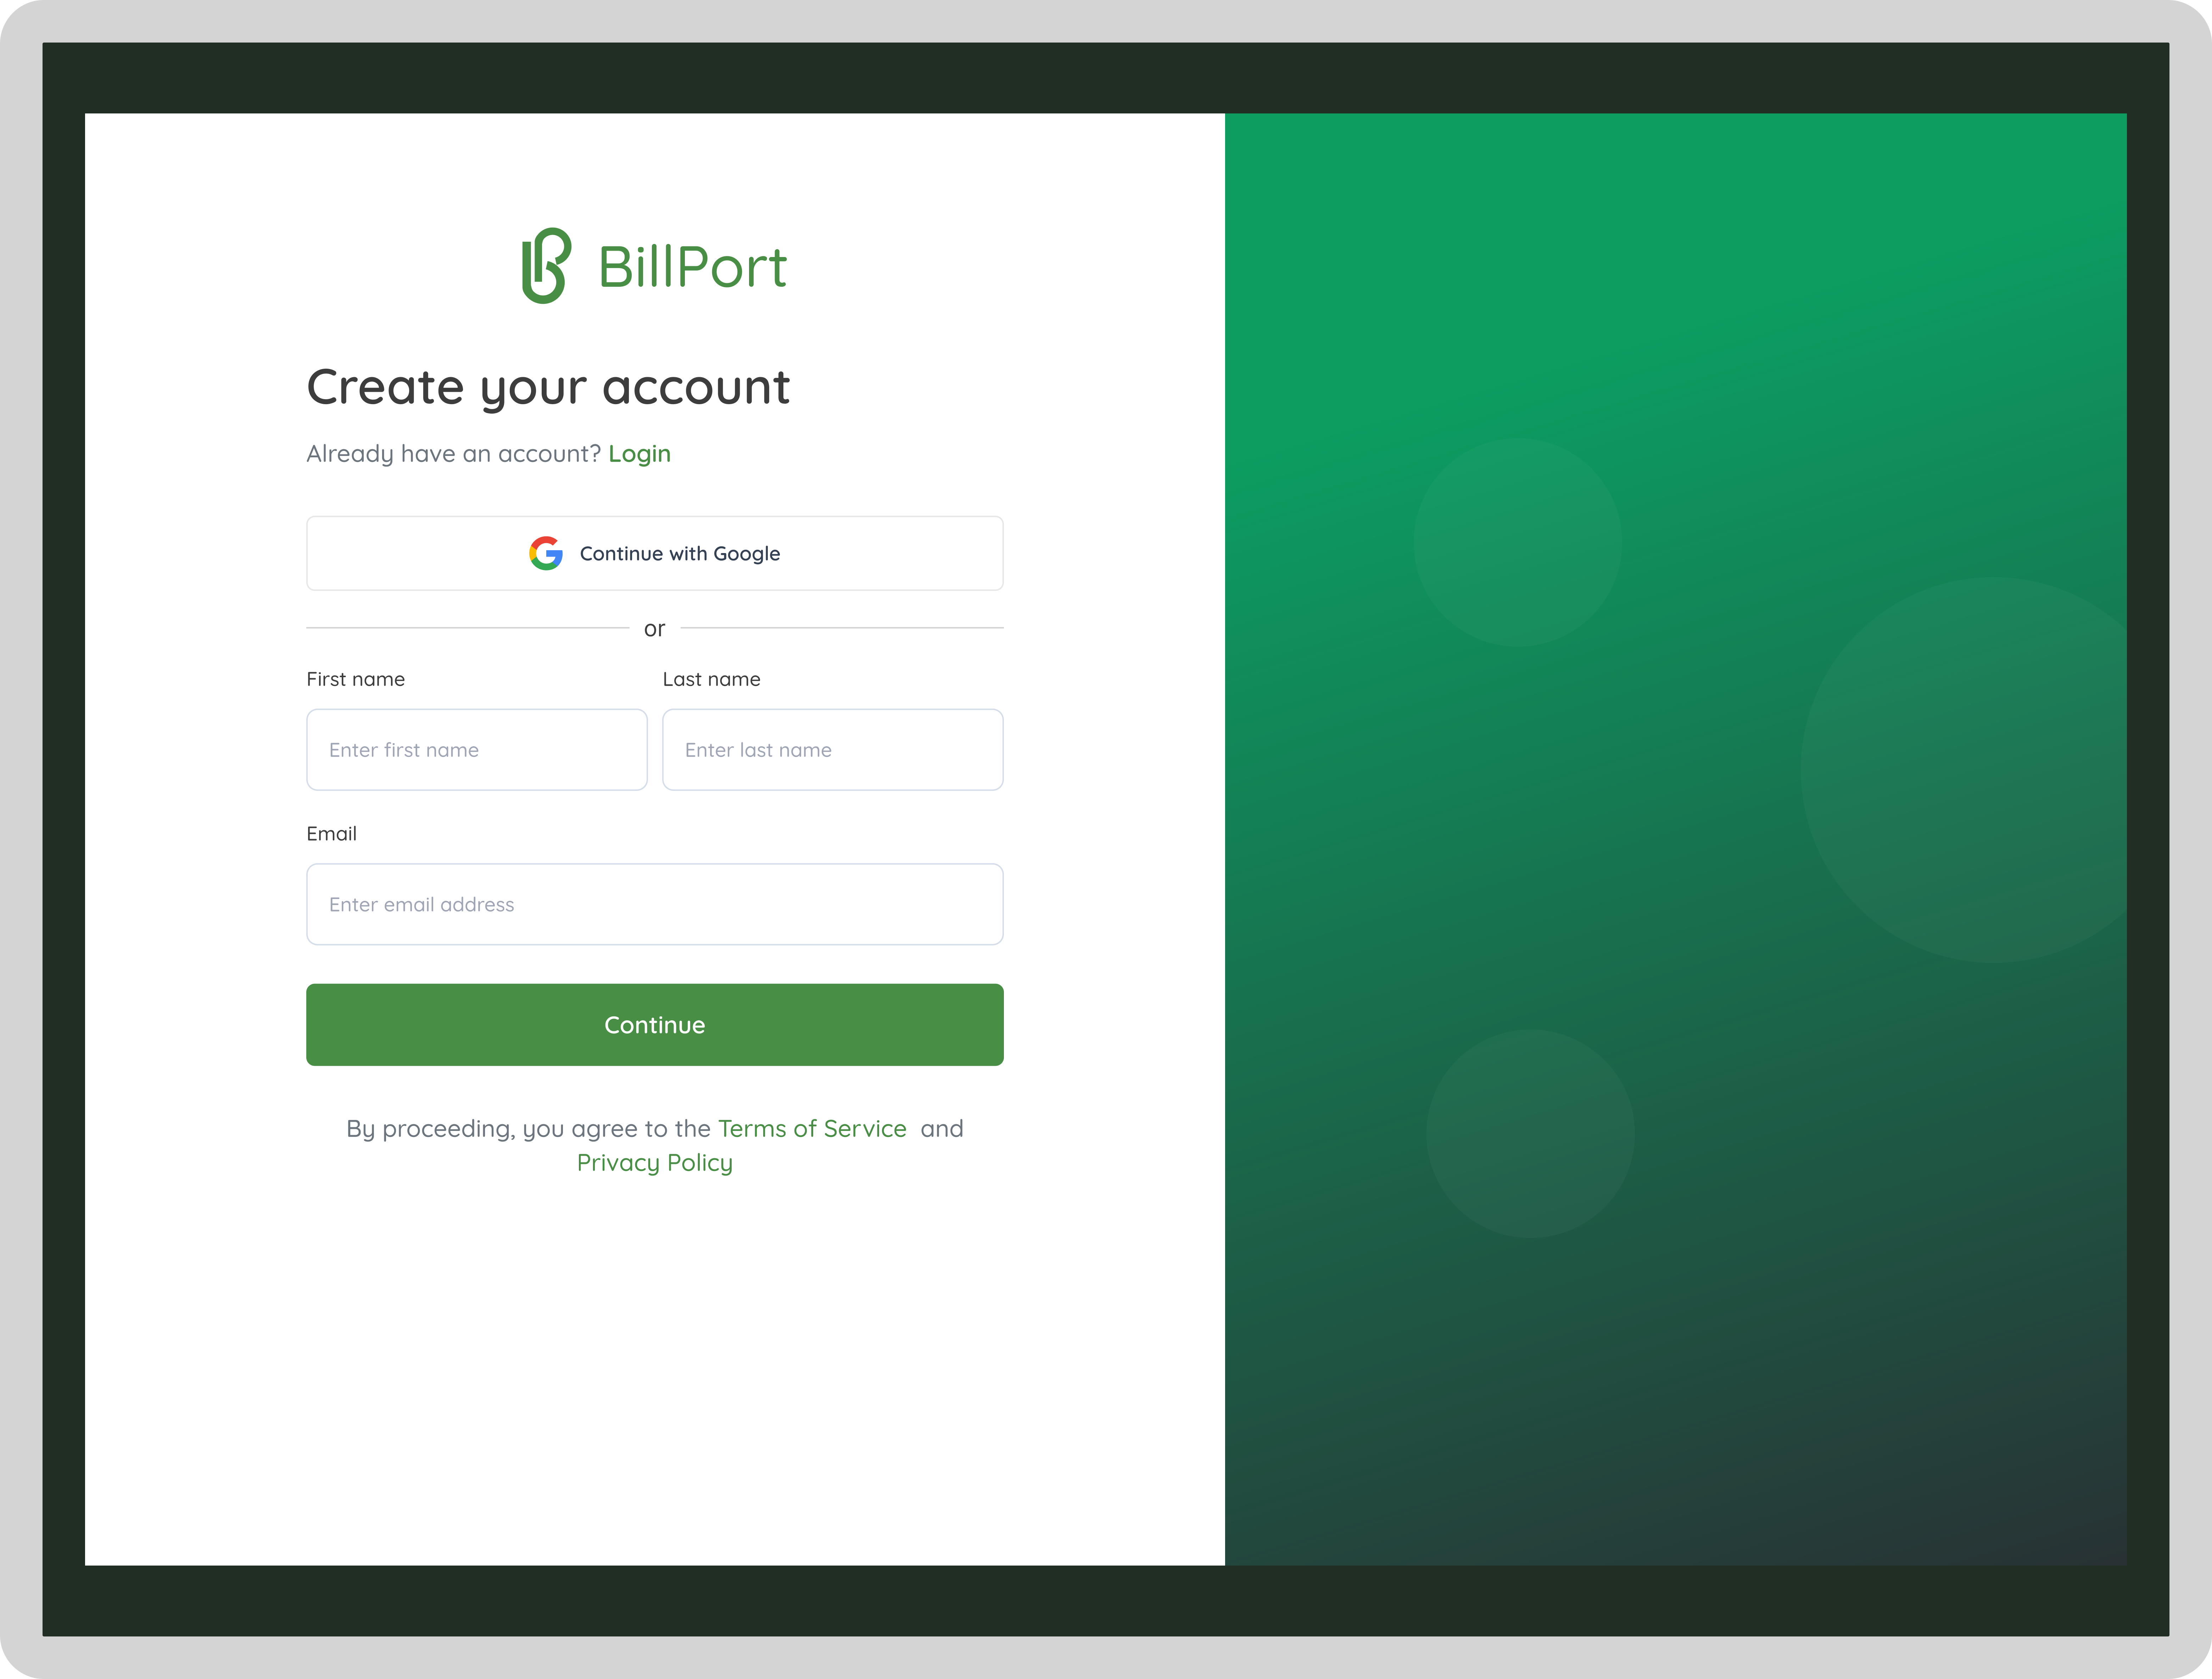 BillPort
Create your account
Already have an account? Login
Continue with Google
or
First name
Last name
Enter first name
Enter last name
Email
Enter email address
Continue
By proceeding, you agree to the Terms of Service and
Privacy Policy